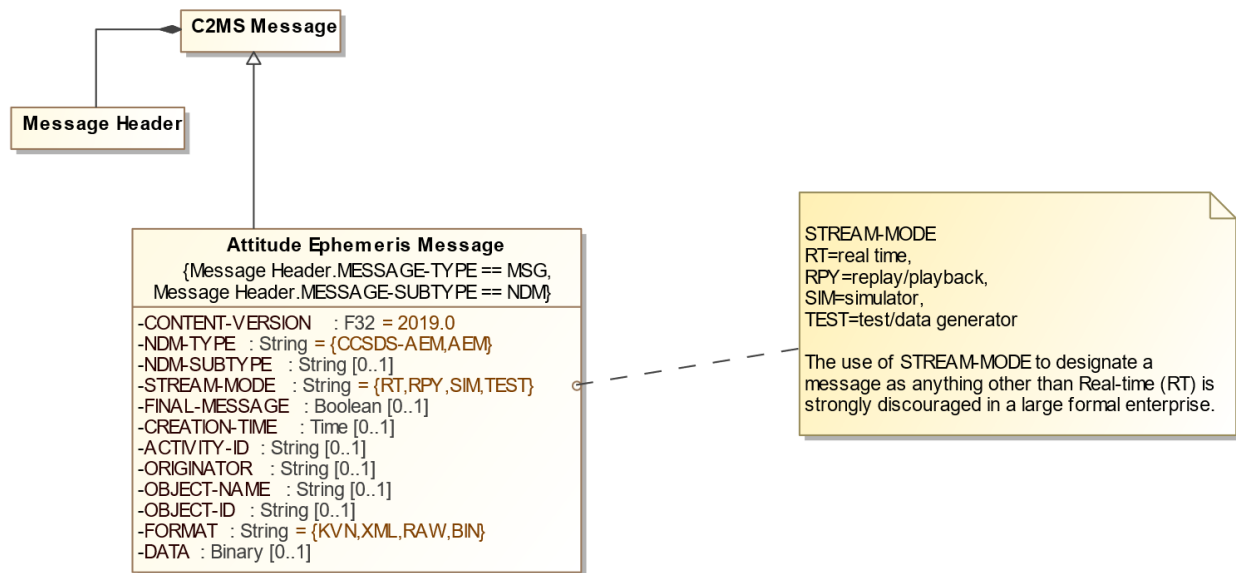 C2MS Message
Message Header
Attitude Ephemeris Message
{Message Header.MESSAGE-TYPE == MSG,
Message Header.MESSAGE-SUBTYPE == NDM}
-CONTENT-VERSION : F32 = 2019.0
-NDM-TYPE : String = {CCSDS-AEM,AEM}
-NDM-SUBTYPE : String [0..1]
-STREAM-MODE : String = {RT,RPY,SIM,TEST}
-FINAL-MESSAGE : Boolean [0..1]
-CREATION-TIME : Time [0..1]
-ACTIVITY-ID : String [0..1]
-ORIGINATOR : String [0..1]
-OBJECT-NAME : String [0..1]
-OBJECT-ID : String [0..1]
-FORMAT : String = {KVN,XML,RAW,BIN}
-DATA : Binary [0..1]
STREAM-MODE
RT=real time,
RPY=replay/playback,
SIM=simulator,
TEST=test/data generator
The use of STREAM-MODE to designate a
message as anything other than Real-time (RT) is
strongly discouraged in a large formal enterprise.